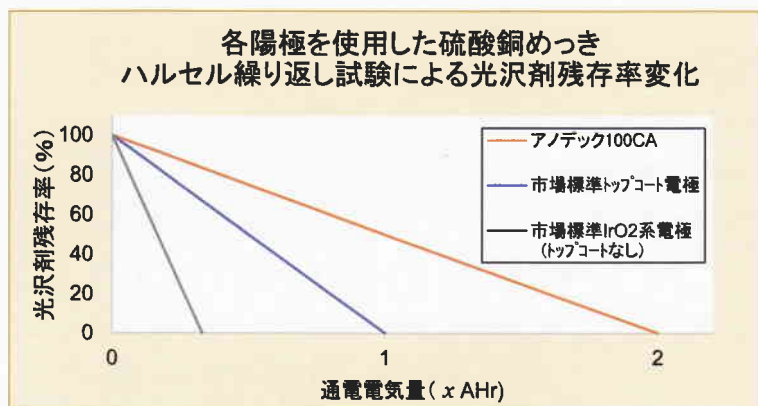 各陽極を使用した硫酸銅めっき
ハルセル繰り返し試験による光沢剤残存率変化
光沢剤残存率(%)
100
80
60
40
20
0
アノデック100CA
市場標準トップコート電極
市場標準IrO2系電極
(トップコートなし)
0
1
2
通電電気量( x AHr)